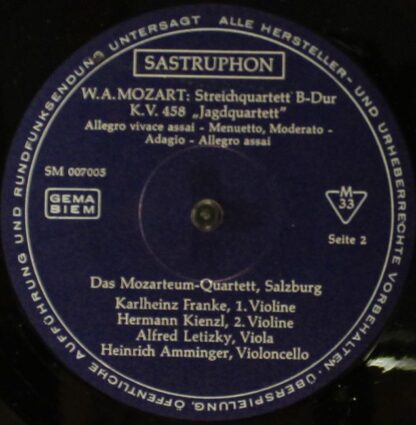 ALLE HERSTELLER- UND URHEBERRECHTE VORBEHALTEN · ÜBERSPIELUNG, ÖFFENTLICHE AUFFÜHRUNG UND RUNDFUNKSENDUNG UNTERSAGT
SASTRUPHON
W.A.MOZART: Streichquartett B-Dur
K.V. 458 „Jagdquartett"
Allegro vivace assai - Menuetto, Moderato -
Adagio - Allegro assai
SM 007005
GEMA
BIEM
M
33
Seite 2
Das Mozarteum-Quartett, Salzburg
Karlheinz Franke, 1. Violine
Hermann Kienzl, 2. Violine
Alfred Letizky, Viola
Heinrich Amminger, Violoncello